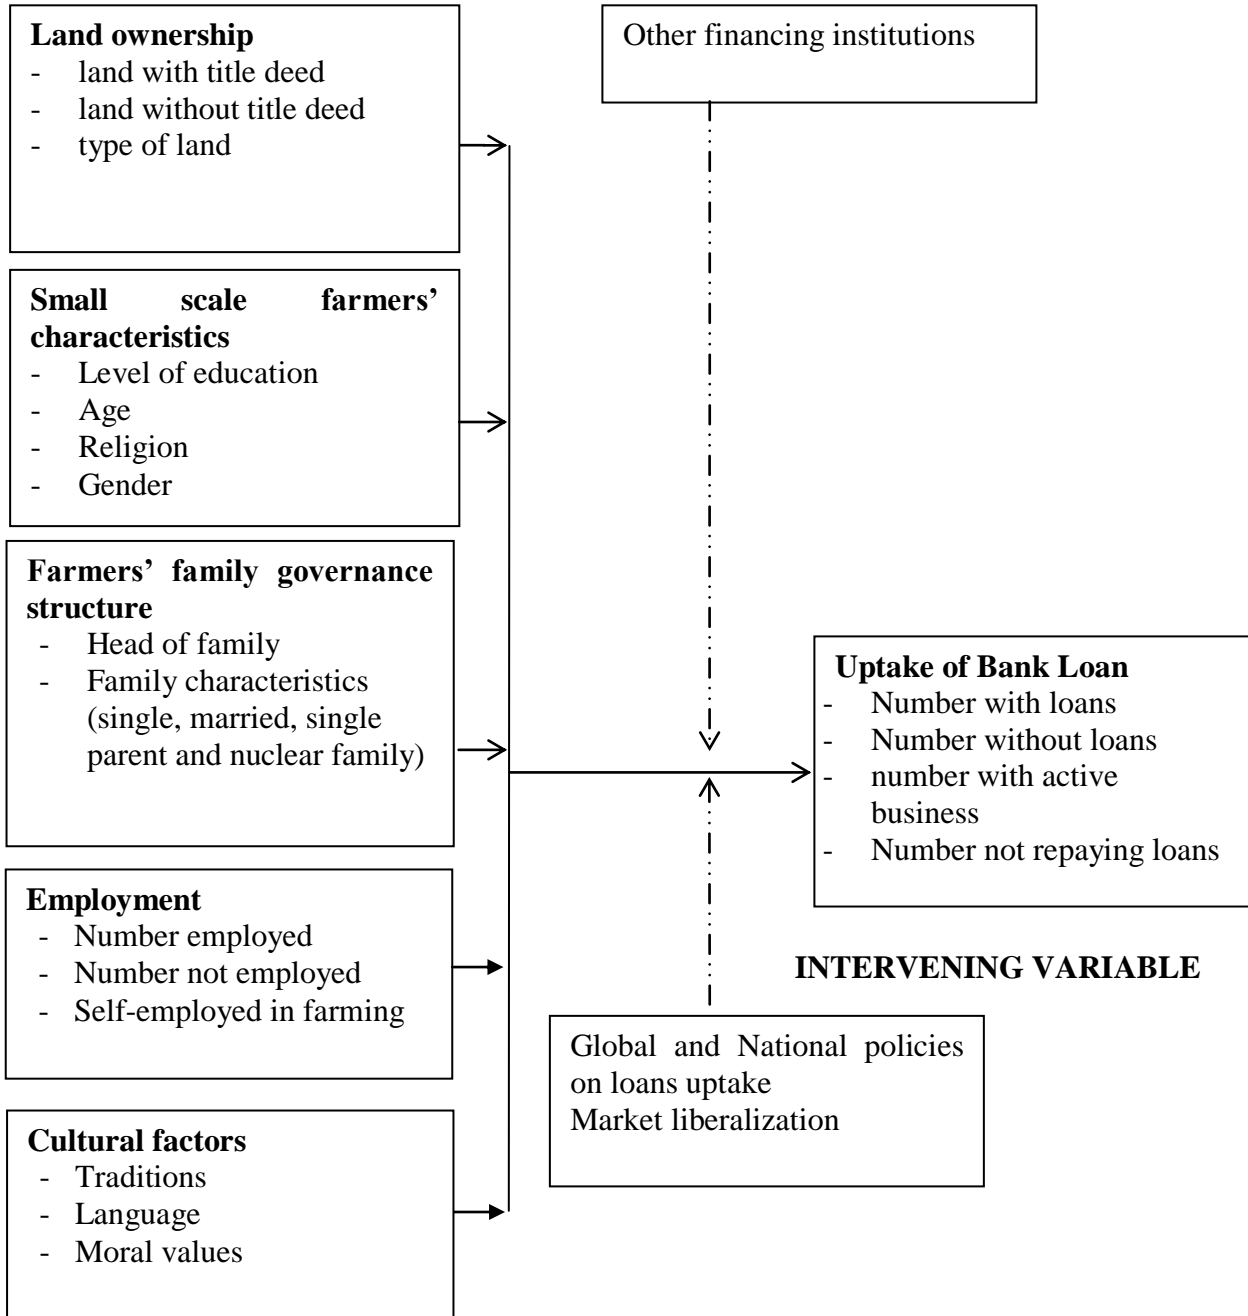 Land ownership
- land with title deed
- land without title deed
- type of land
Other financing institutions
Small scale farmers’
characteristics
- Level of education
- Age
- Religion
- Gender
Farmers’ family governance
structure
- Head of family
- Family characteristics
(single, married, single
parent and nuclear family)
Uptake of Bank Loan
- Number with loans
- Number without loans
- number with active
business
- Number not repaying loans
Employment
- Number employed
- Number not employed
- Self-employed in farming
INTERVENING VARIABLE
Global and National policies
on loans uptake
Market liberalization
Cultural factors
- Traditions
- Language
- Moral values